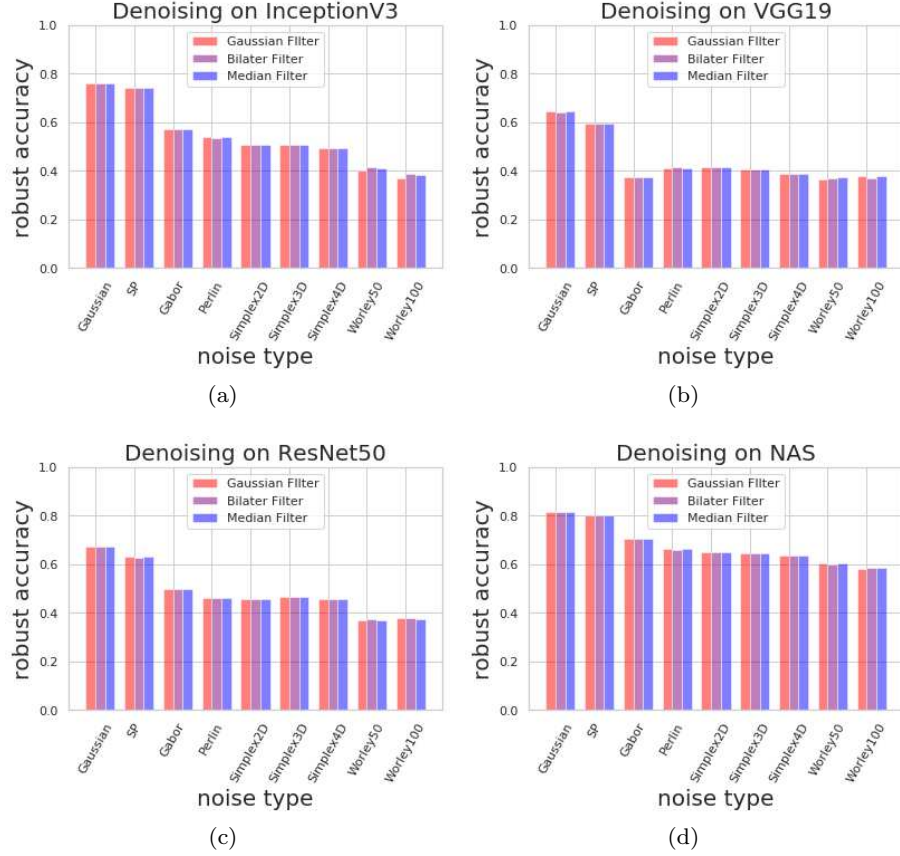 Denoising on InceptionV3
robust accuracy
1.0
0.8
0.6
0.4
0.2
0.0
Gaussian FIlter
Bilater Filter
Median Filter
Gaussian
SP
Gabor
Perlin
Simplex2D
Simplex3D
Simplex4D
Worley50
Worley100
noise type
(a)
Denoising on VGG19
robust accuracy
1.0
0.8
0.6
0.4
0.2
0.0
Gaussian FIlter
Bilater Filter
Median Filter
Gaussian
SP
Gabor
Perlin
Simplex2D
Simplex3D
Simplex4D
Worley50
Worley100
noise type
(b)
Denoising on ResNet50
robust accuracy
1.0
0.8
0.6
0.4
0.2
0.0
Gaussian FIlter
Bilater Filter
Median Filter
Gaussian
SP
Gabor
Perlin
Simplex2D
Simplex3D
Simplex4D
Worley50
Worley100
noise type
(c)
Denoising on NAS
robust accuracy
1.0
0.8
0.6
0.4
0.2
0.0
Gaussian FIlter
Bilater Filter
Median Filter
Gaussian
SP
Gabor
Perlin
Simplex2D
Simplex3D
Simplex4D
Worley50
Worley100
noise type
(d)